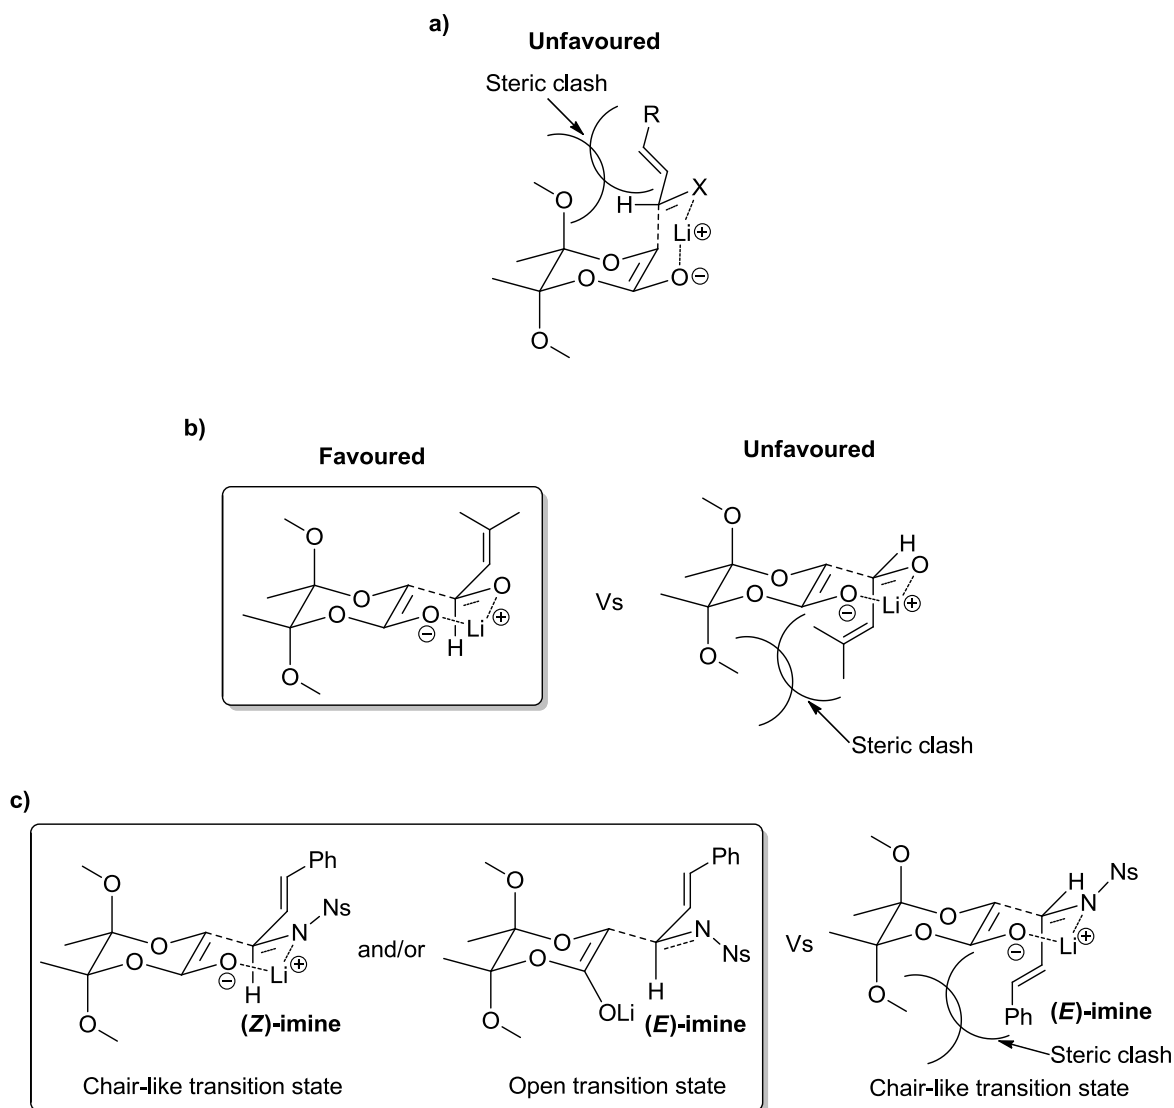 a)
Unfavoured
Steric clash
R
O
X
H
Li ⊕
O
O
O ⊖
O
b)
Favoured
Unfavoured
O
O
O
O
O
⊖
Li
⊕
H
O
Vs
O
H
O
O
O
O
⊖
Li
⊕
O
Steric clash
c)
Ph
O
N
Ns
O
O
O
⊖
Li
⊕
H
O
(Z)-imine
Chair-like transition state
and/or
Ph
O
O
N
O
Ns
H
OLi
O
(E)-imine
Open transition state
Vs
O
H
Ns
N
O
O
O
⊖
Li
⊕
O
Ph
(E)-imine
Steric clash
Chair-like transition state